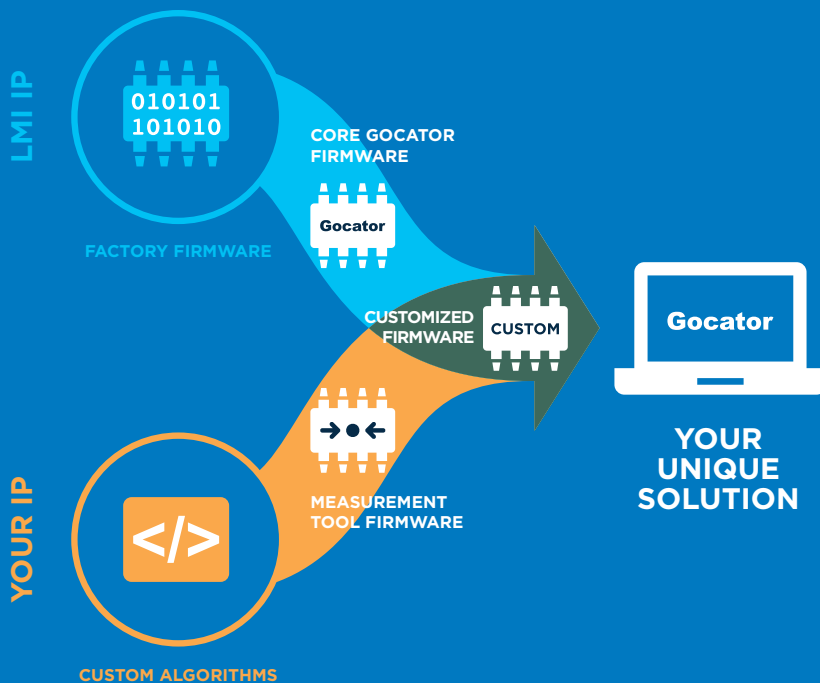 LMI IP
010101
101010
FACTORY FIRMWARE
CORE GOCATOR
FIRMWARE
Gocator
CUSTOMIZED
FIRMWARE
CUSTOM
Gocator
YOUR
UNIQUE
SOLUTION
YOUR IP
</>
CUSTOM ALGORITHMS
MEASUREMENT
TOOL FIRMWARE